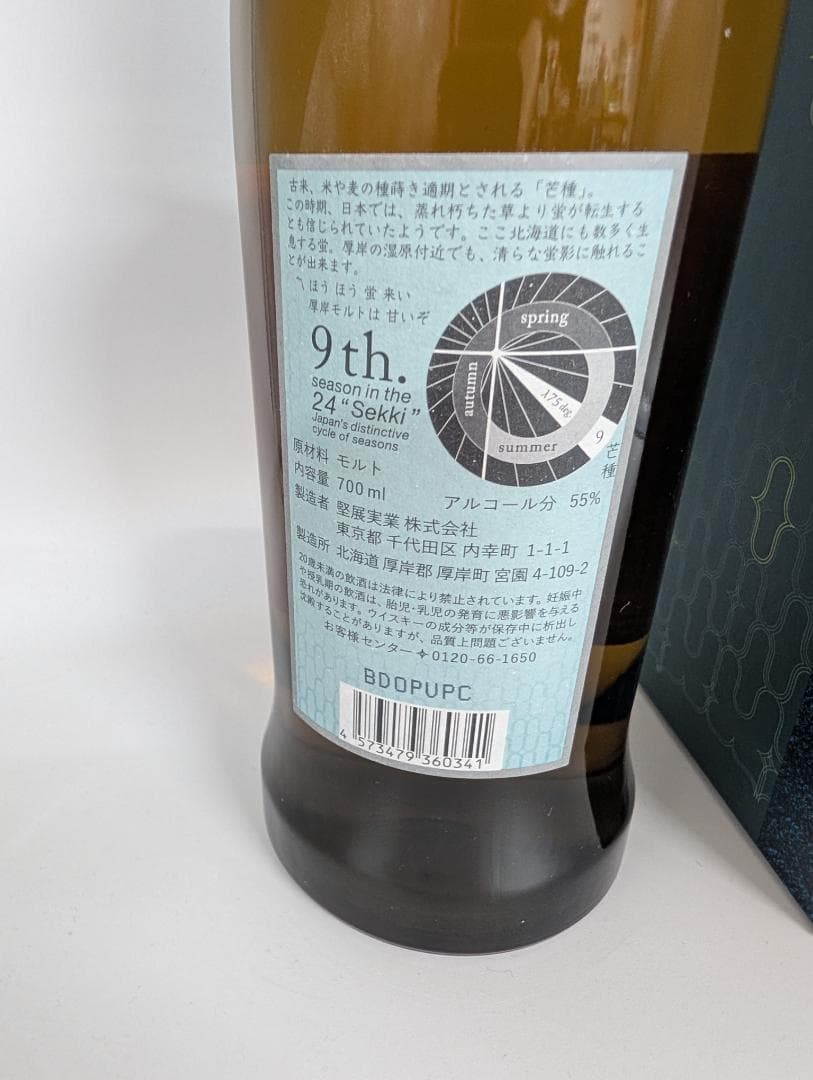 古来、米や麦の種蒔き適期とされる「芒種」。
この時期、日本では、蒸れ朽ちた草より蛍が転生する
とも信じられていたようです。ここ北海道にも数多く生
息する蛍。厚岸の湿原付近でも、清らな蛍影に触れるこ
とが出来ます。
〽 ほう ほう 蛍 来い
厚岸モルトは 甘いぞ
9th.
season in the
24 “Sekki”
Japan's distinctive
cycle of seasons
spring
autumn
summer
λ75 deg.
9
芒種
原材料 モルト
内容量 700ml
アルコール分 55%
製造者 堅展実業 株式会社
東京都 千代田区 内幸町 1-1-1
製造所 北海道 厚岸郡 厚岸町 宮園 4-109-2
20歳未満の飲酒は法律により禁止されています。妊娠中
や授乳期の飲酒は、胎児・乳児の発育に悪影響を与える
恐れがあります。ウイスキーの成分等が保存中に析出し
沈殿することがありますが、品質上問題ございません。
お客様センター✧0120-66-1650
BDOPUPC
4 573479 360341